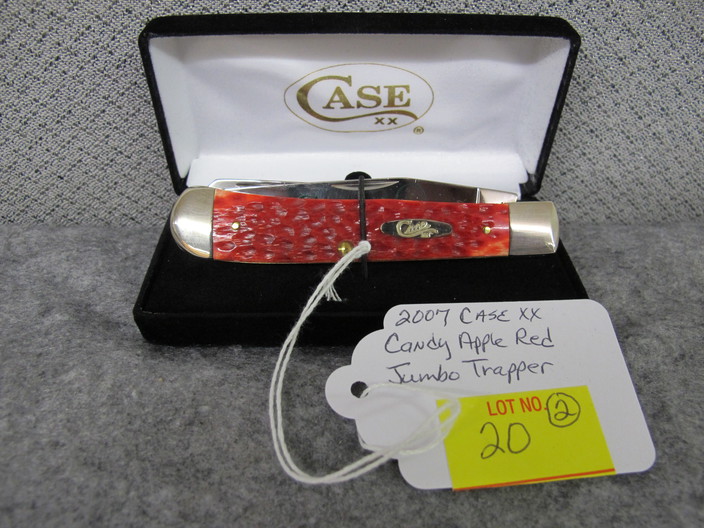 CASE
XX
®
Case
2007 CASE XX
Candy Apple Red
Jumbo Trapper
LOT NO. 2
20